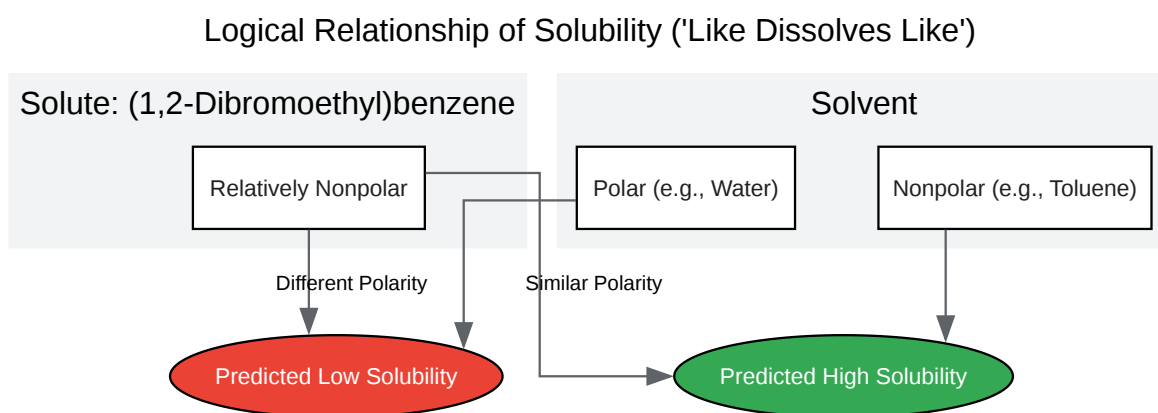 Logical Relationship of Solubility ('Like Dissolves Like')
Solute: (1,2-Dibromoethyl)benzene
Solvent
Relatively Nonpolar
Polar (e.g., Water)
Nonpolar (e.g., Toluene)
Different Polarity
Similar Polarity
Predicted Low Solubility
Predicted High Solubility